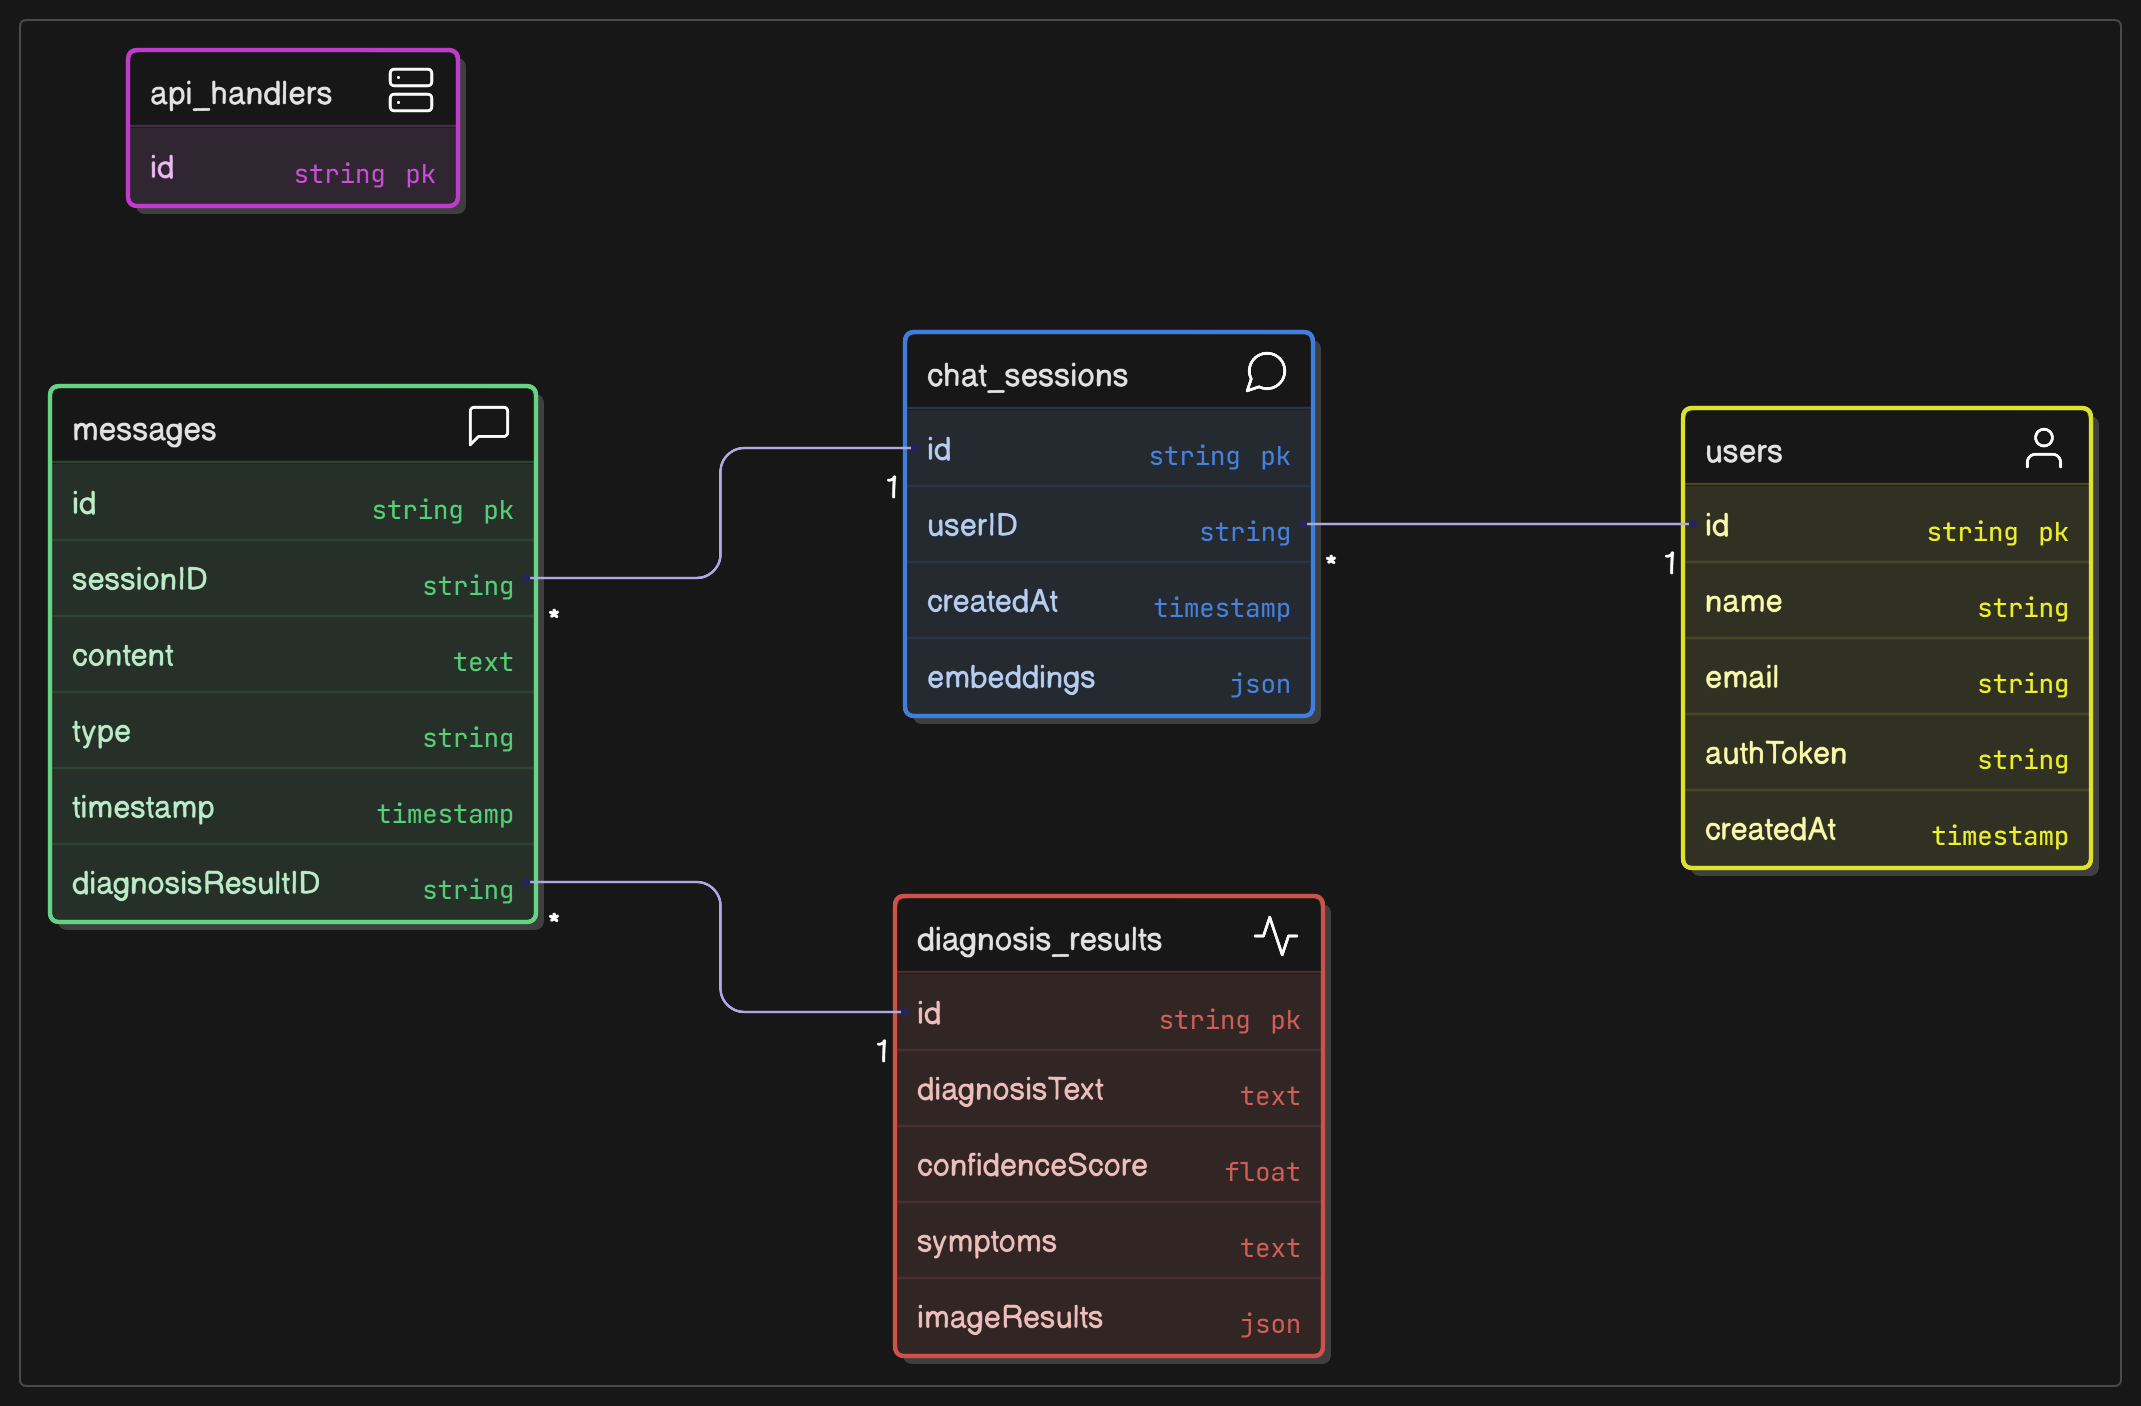 api_handlers
id string pk
messages
id string pk
sessionID string
*
content text
type string
timestamp timestamp
diagnosisResultID string
*
chat_sessions
id string pk
1
userID string
*
createdAt timestamp
embeddings json
users
id string pk
1
name string
email string
authToken string
createdAt timestamp
diagnosis_results
id string pk
1
diagnosisText text
confidenceScore float
symptoms text
imageResults json